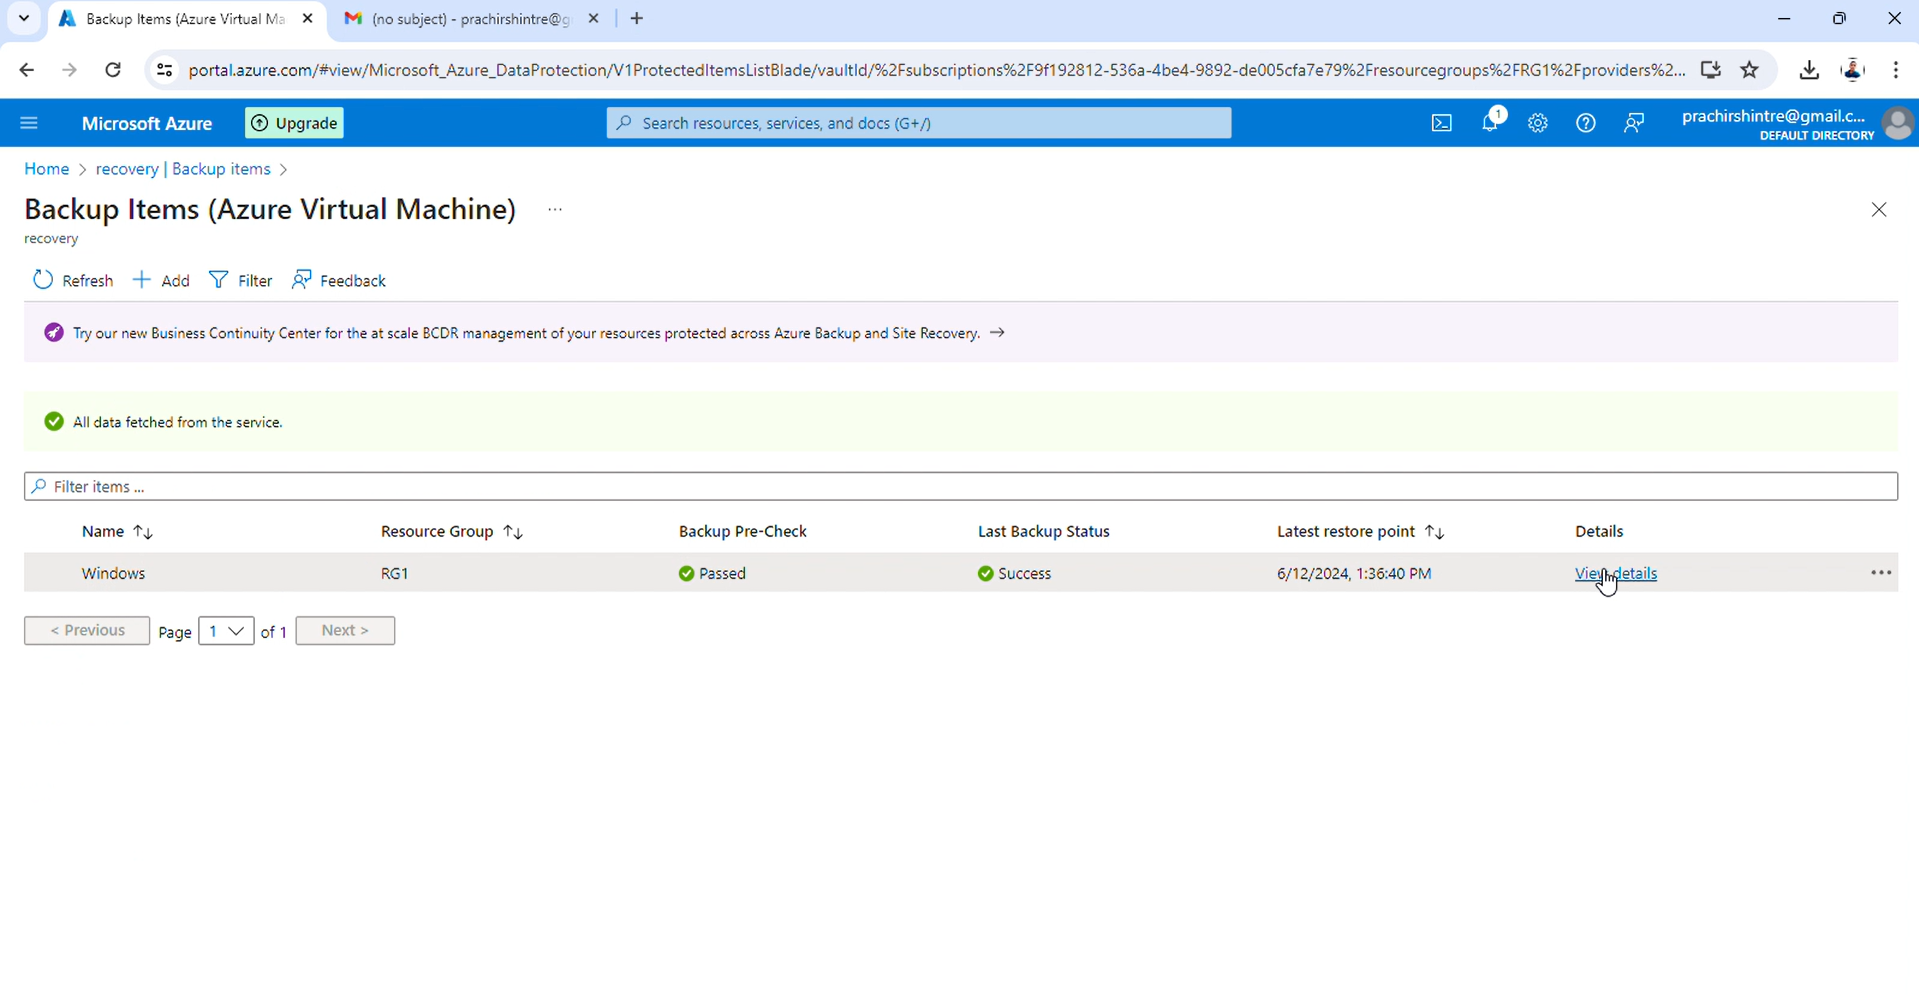 Backup Items (Azure Virtual Ma
(no subject) - prachirshintre@g
portal.azure.com/#view/Microsoft_Azure_DataProtection/V1ProtectedItemsListBlade/vaultId/%2Fsubscriptions%2F9f192812-536a-4be4-9892-de005cfa7e79%2Fresourcegroups%2FRG1%2Fproviders%2...
Microsoft Azure
Upgrade
Search resources, services, and docs (G+/)
1
prachirshintre@gmail.c...
DEFAULT DIRECTORY
Home > recovery | Backup items >
Backup Items (Azure Virtual Machine) ...
recovery
Refresh + Add Filter Feedback
Try our new Business Continuity Center for the at scale BCDR management of your resources protected across Azure Backup and Site Recovery. →
All data fetched from the service.
Filter items ...
Name ↑↓ Resource Group ↑↓ Backup Pre-Check Last Backup Status Latest restore point ↑↓ Details
Windows RG1 Passed Success 6/12/2024, 1:36:40 PM View details ...
< Previous Page 1 of 1 Next >